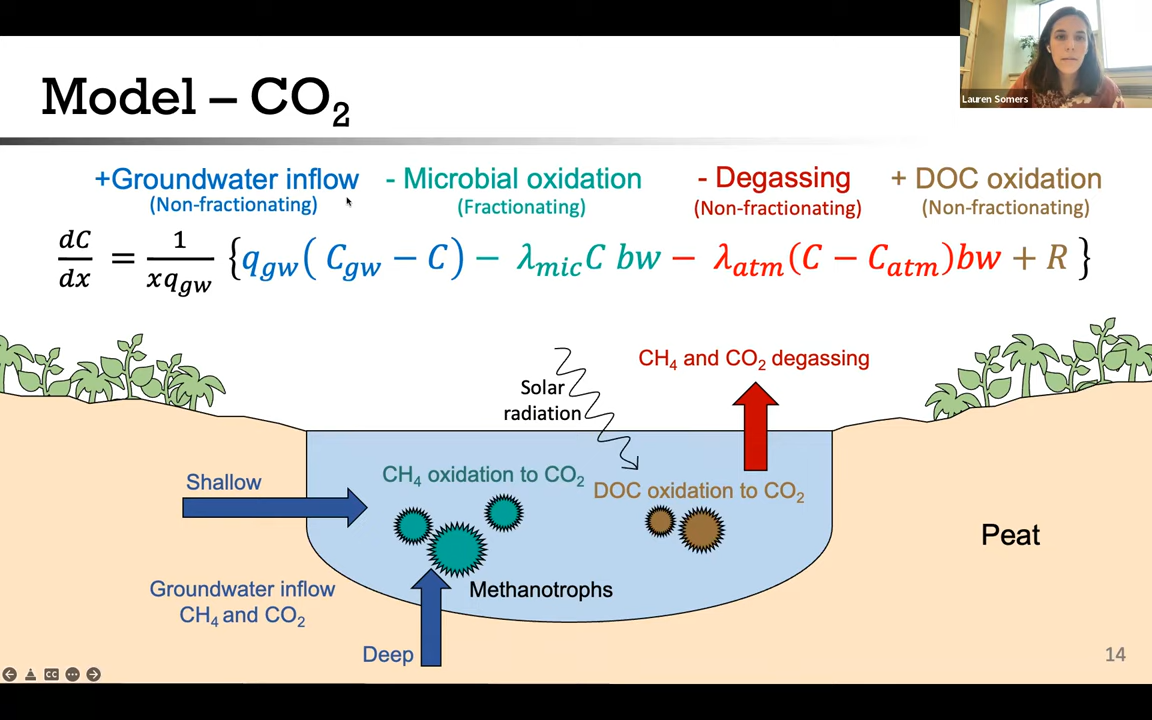 Lauren Somers
Model – CO₂
+Groundwater inflow - Microbial oxidation - Degassing + DOC oxidation
(Non-fractionating) (Fractionating) (Non-fractionating) (Non-fractionating)
dC/dx = 1/(xq_gw) {q_gw( C_gw − C) − λ_mic C bw − λ_atm(C − C_atm)bw + R }
CH₄ and CO₂ degassing
Solar
radiation
CH₄ oxidation to CO₂
Shallow
DOC oxidation to CO₂
Peat
Groundwater inflow
CH₄ and CO₂
Methanotrophs
Deep
14
CC